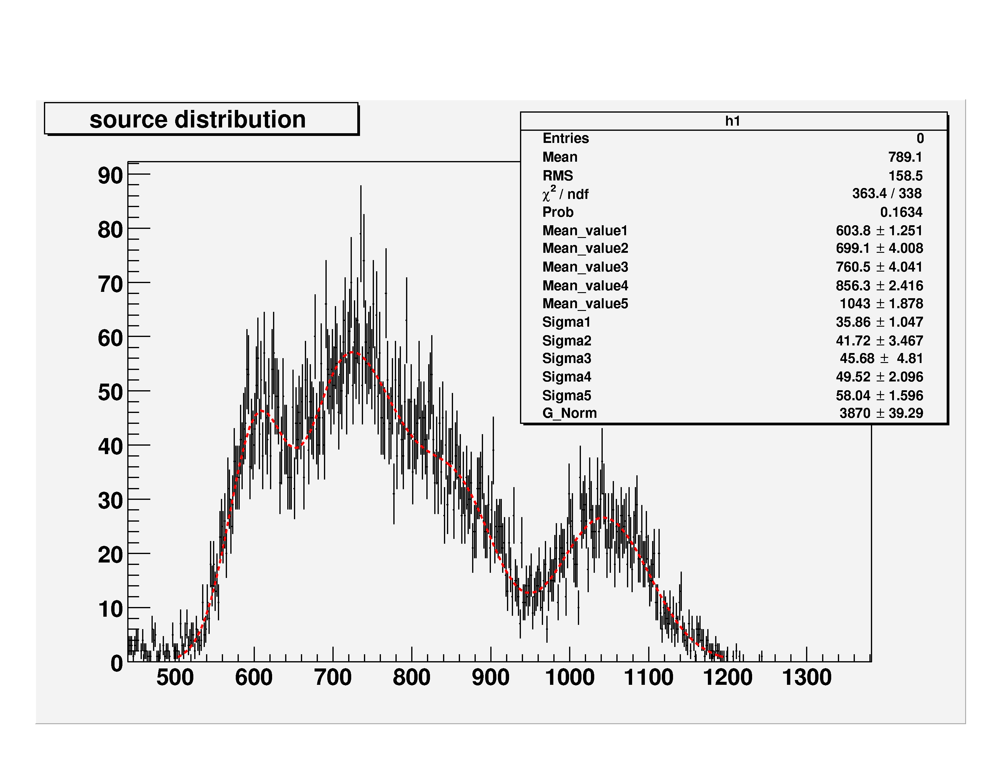 source distribution
h1
Entries 0
Mean 789.1
RMS 158.5
χ² / ndf 363.4 / 338
Prob 0.1634
Mean_value1 603.8 ± 1.251
Mean_value2 699.1 ± 4.008
Mean_value3 760.5 ± 4.041
Mean_value4 856.3 ± 2.416
Mean_value5 1043 ± 1.878
Sigma1 35.86 ± 1.047
Sigma2 41.72 ± 3.467
Sigma3 45.68 ± 4.81
Sigma4 49.52 ± 2.096
Sigma5 58.04 ± 1.596
G_Norm 3870 ± 39.29
90
80
70
60
50
40
30
20
10
0
500 600 700 800 900 1000 1100 1200 1300